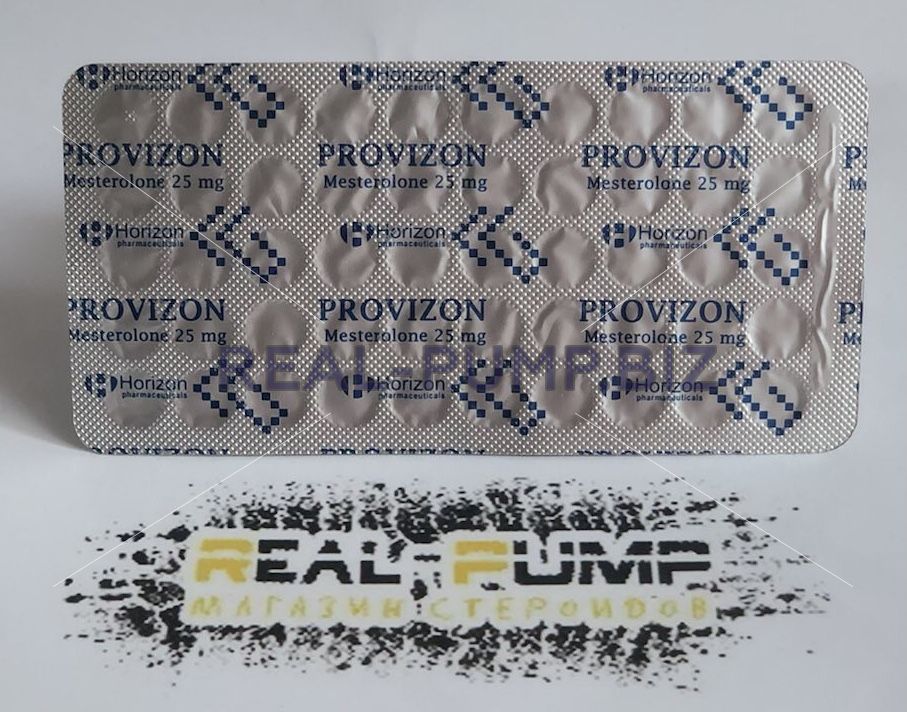 Horizon Horizon Horizon
pharmaceuticals pharmaceuticals pharmaceuticals
PROVIZON PROVIZON PROVIZON P
Mesterolone 25 mg Mesterolone 25 mg Mesterolone 25 mg M
Horizon Horizon Horizon
pharmaceuticals pharmaceuticals pharmaceuticals
PROVIZON PROVIZON PROVIZON P
Mesterolone 25 mg Mesterolone 25 mg Mesterolone 25 mg Me
REAL-PUMP.BIZ
Horizon Horizon Horizon
pharmaceuticals pharmaceuticals pharmaceuticals
REAL-PUMP
МАГАЗИН СТЕРОИДОВ